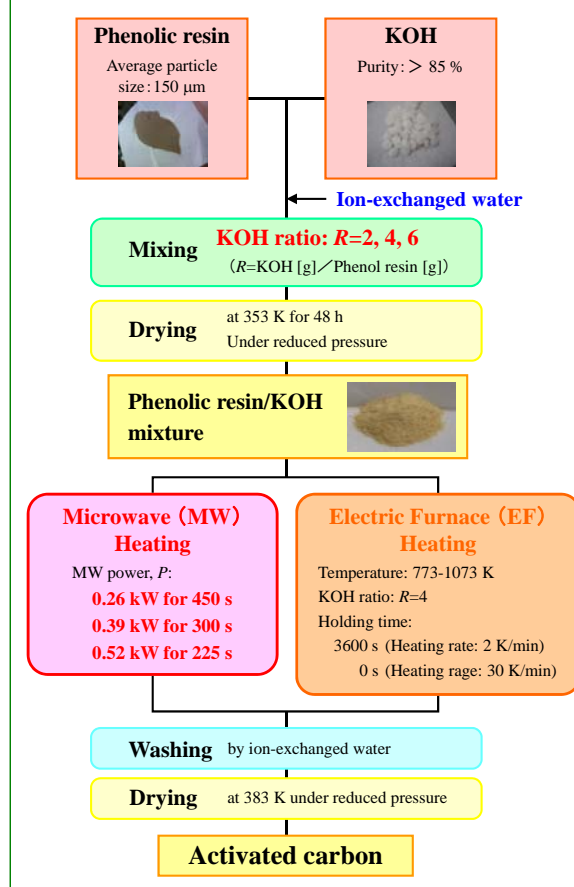 Phenolic resin
Average particle
size：150 μm
KOH
Purity：＞ 85 %
Ion-exchanged water
Mixing
KOH ratio: R=2, 4, 6
（R=KOH [g]／Phenol resin [g]）
Drying
at 353 K for 48 h
Under reduced pressure
Phenolic resin/KOH
mixture
Microwave（MW）
Heating
MW power, P:
0.26 kW for 450 s
0.39 kW for 300 s
0.52 kW for 225 s
Electric Furnace（EF）
Heating
Temperature: 773-1073 K
KOH ratio: R=4
Holding time:
3600 s (Heating rate: 2 K/min)
0 s (Heating rage: 30 K/min)
Washing by ion-exchanged water
Drying at 383 K under reduced pressure
Activated carbon